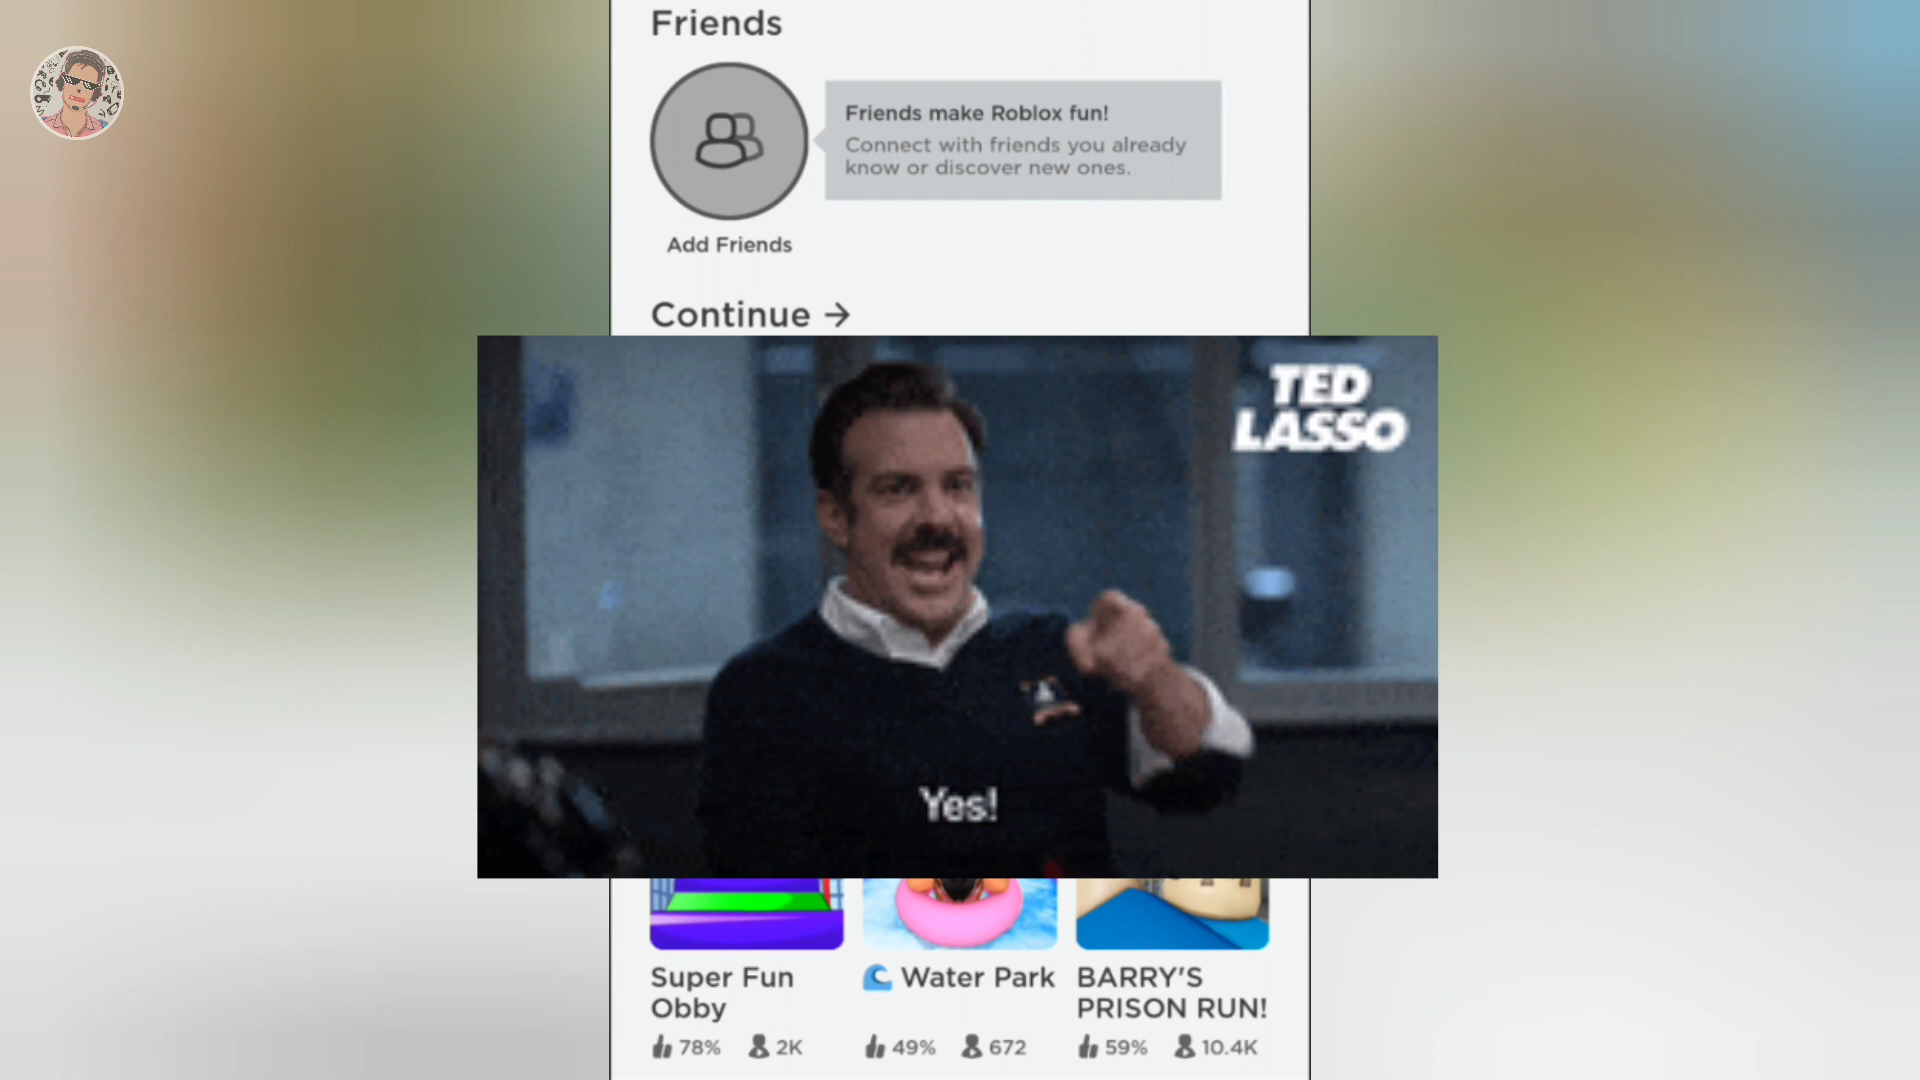 Friends
Friends make Roblox fun!
Connect with friends you already
know or discover new ones.
Add Friends
Continue →
TED
LASSO
Yes!
Super Fun
Obby
78% 2K
🌊 Water Park
49% 672
BARRY'S
PRISON RUN!
59% 10.4K